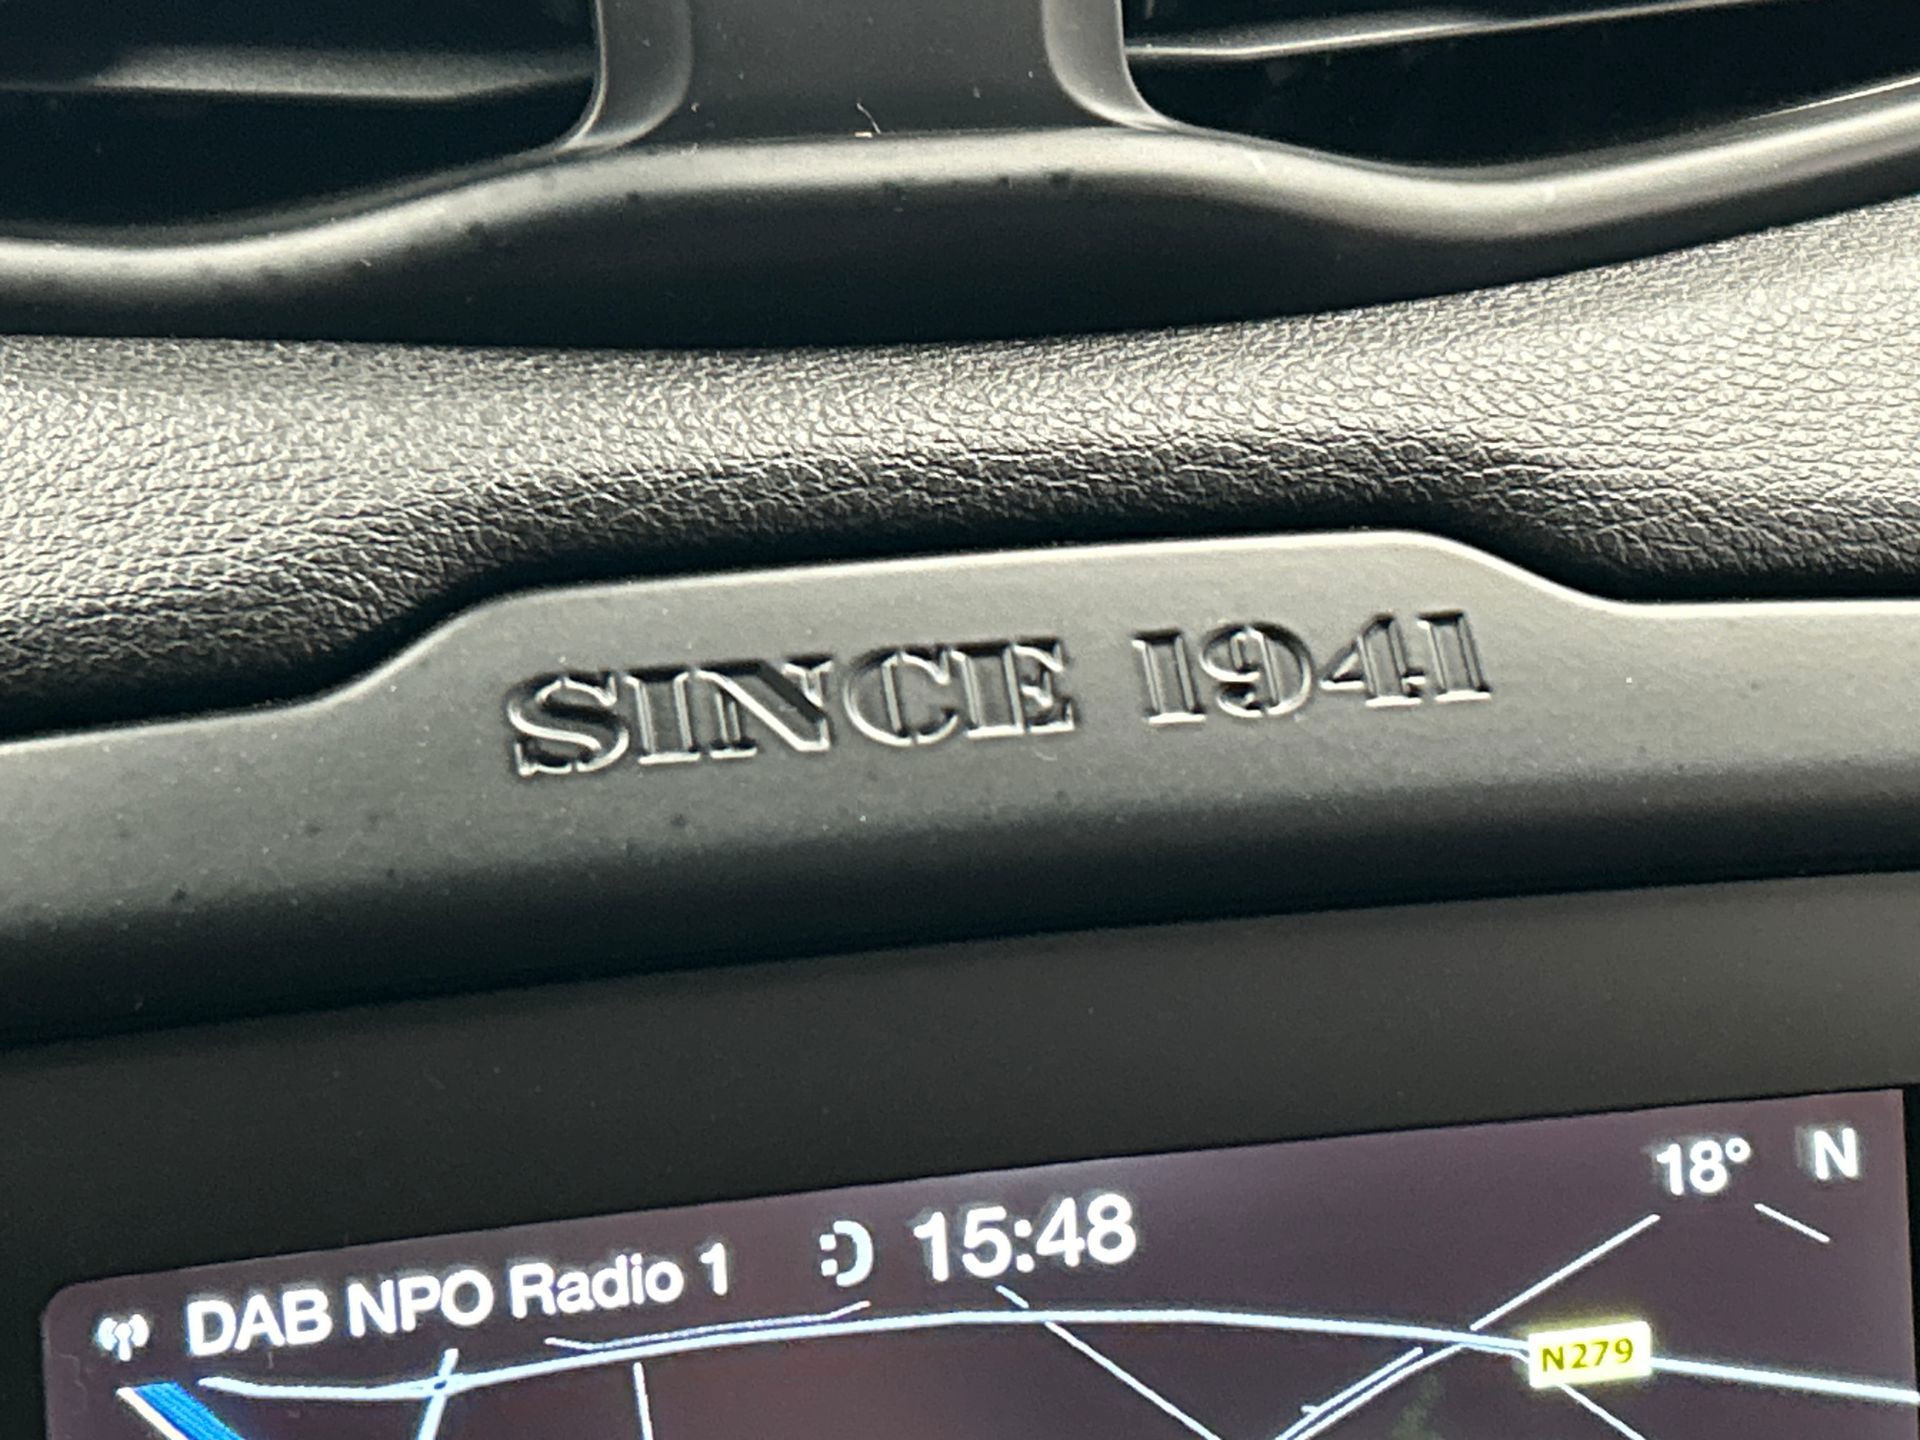 SINCE 1941
18° N
DAB NPO Radio 1 15:48
N279